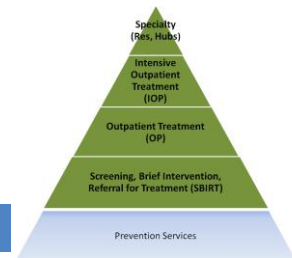 Specialty
(Res, Hubs)
Intensive
Outpatient
Treatment
(IOP)
Outpatient Treatment
(OP)
Screening, Brief Intervention,
Referral for Treatment (SBIRT)
Prevention Services